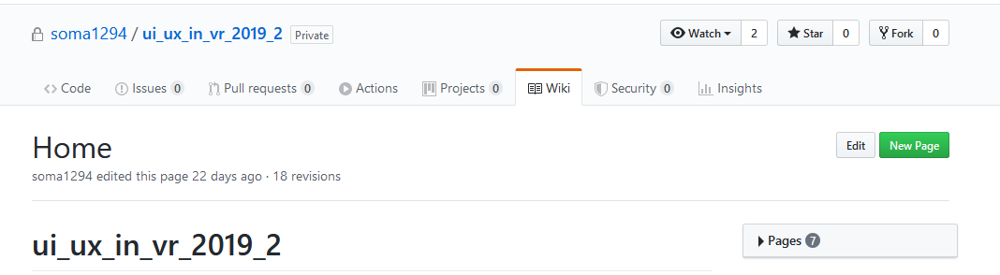 soma1294 / ui_ux_in_vr_2019_2 Private Watch 2 Star 0 Fork 0
Code Issues 0 Pull requests 0 Actions Projects 0 Wiki Security 0 Insights
Home Edit New Page
soma1294 edited this page 22 days ago · 18 revisions
ui_ux_in_vr_2019_2 Pages 7